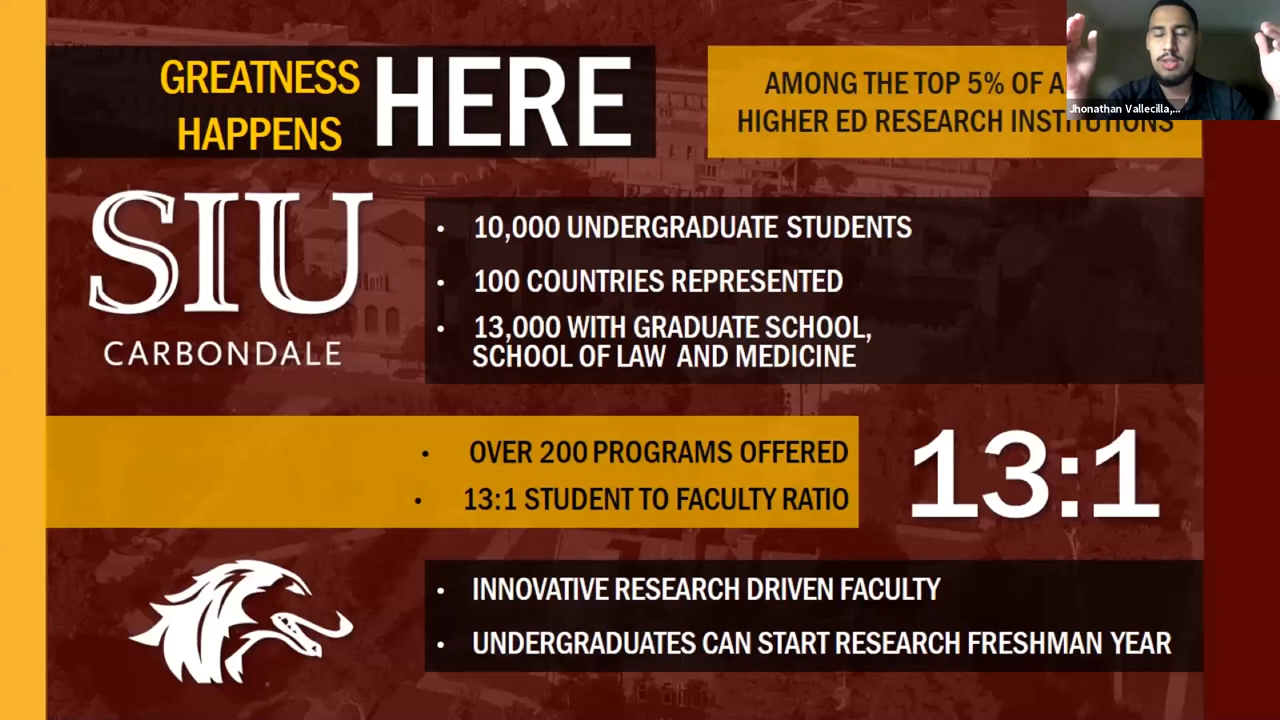 GREATNESS
HAPPENS
HERE
AMONG THE TOP 5% OF
HIGHER ED RESEARCH INSTITUTIONS
Jhonathan Vallecilla,...
SIU
CARBONDALE
• 10,000 UNDERGRADUATE STUDENTS
• 100 COUNTRIES REPRESENTED
• 13,000 WITH GRADUATE SCHOOL,
SCHOOL OF LAW AND MEDICINE
• OVER 200 PROGRAMS OFFERED
• 13:1 STUDENT TO FACULTY RATIO
13:1
• INNOVATIVE RESEARCH DRIVEN FACULTY
• UNDERGRADUATES CAN START RESEARCH FRESHMAN YEAR